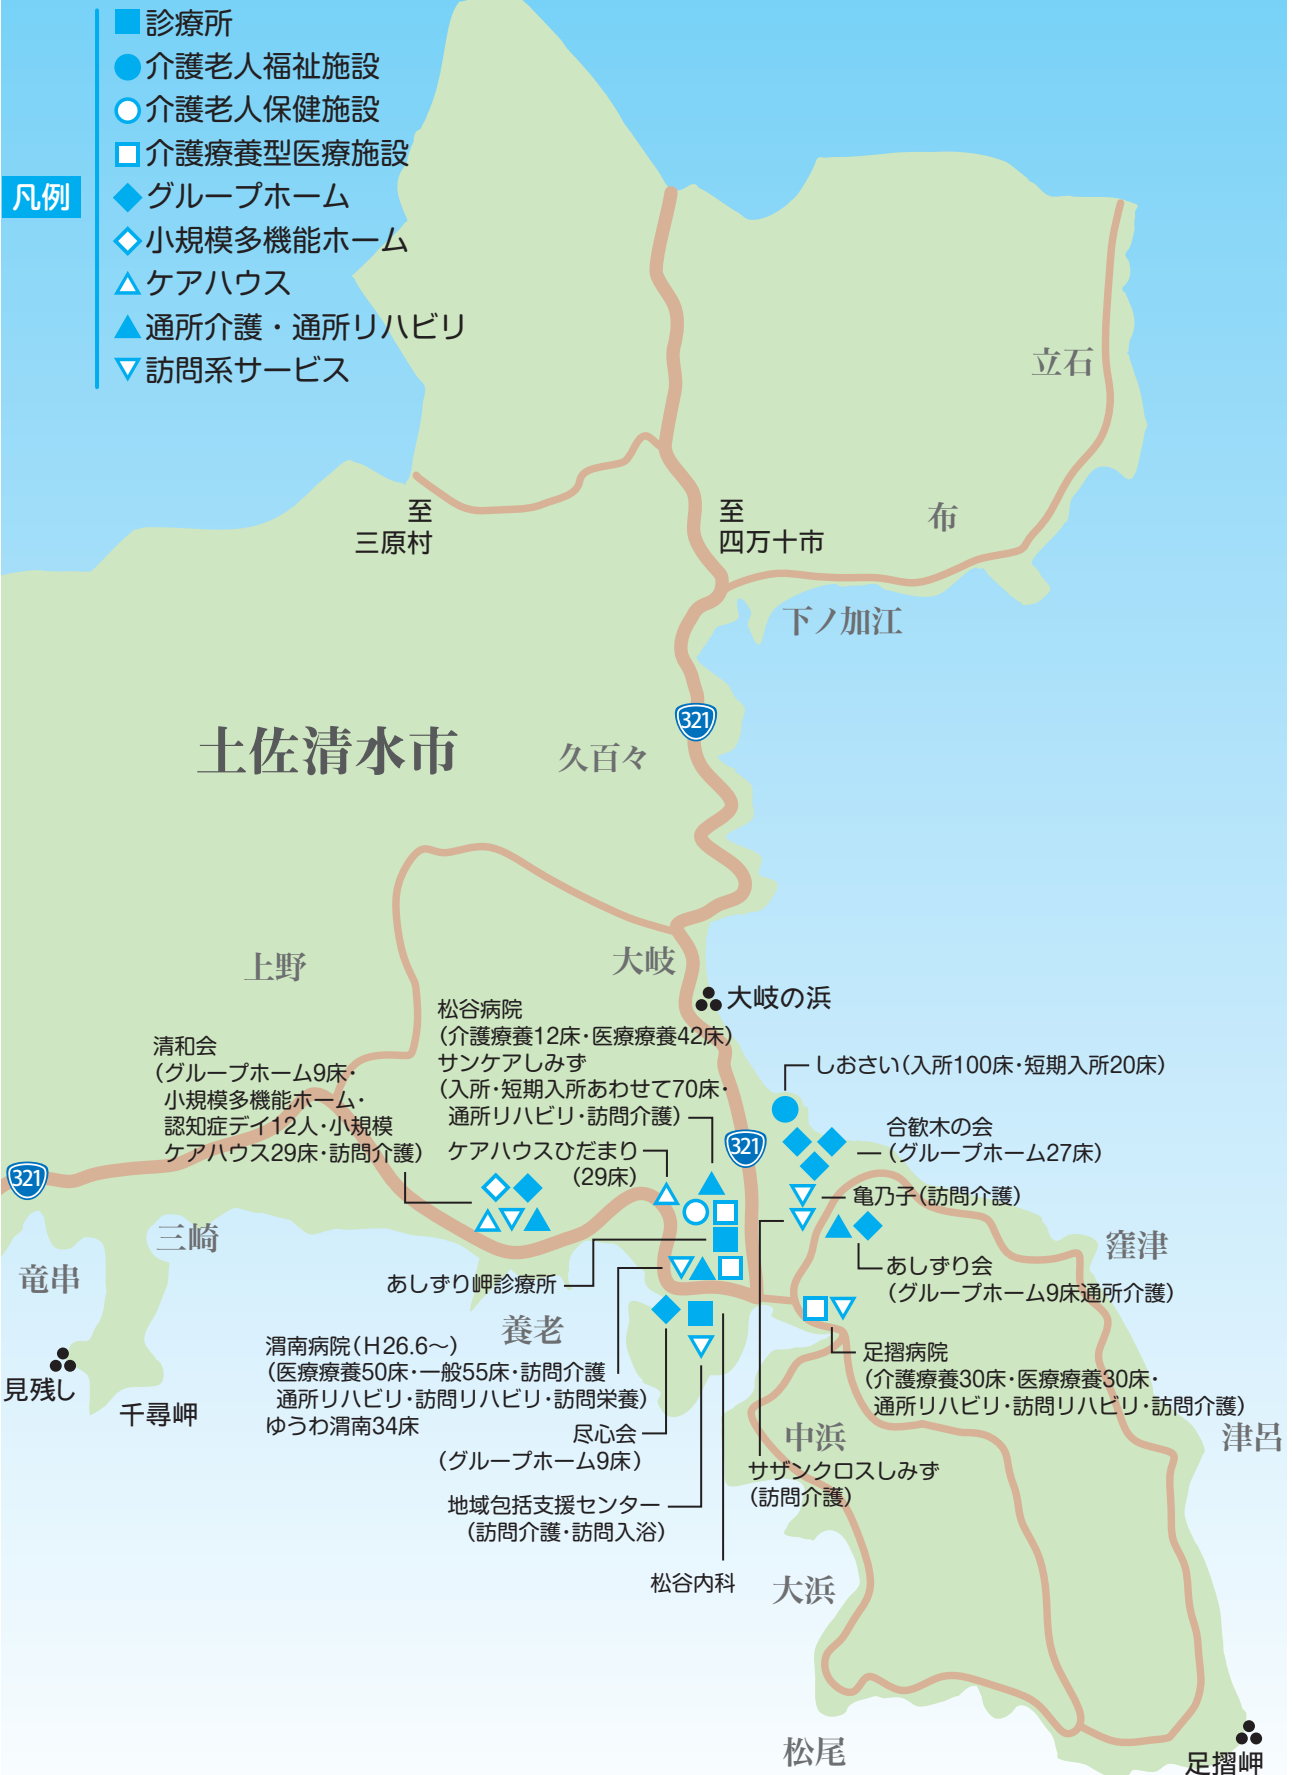 凡例
診療所
介護老人福祉施設
介護老人保健施設
介護療養型医療施設
グループホーム
小規模多機能ホーム
ケアハウス
通所介護・通所リハビリ
訪問系サービス
立石
至
三原村
至
四万十市
布
下ノ加江
321
土佐清水市
久百々
上野
大岐
大岐の浜
松谷病院
（介護療養12床・医療療養42床）
サンケアしみず
（入所・短期入所あわせて70床・
通所リハビリ・訪問介護）
清和会
（グループホーム9床・
小規模多機能ホーム・
認知症デイ12人・小規模
ケアハウス29床・訪問介護）
ケアハウスひだまり
（29床）
しおさい（入所100床・短期入所20床）
321
合歓木の会
（グループホーム27床）
亀乃子（訪問介護）
321
三崎
竜串
窪津
あしずり会
（グループホーム9床通所介護）
あしずり岬診療所
養老
渭南病院（H26.6〜）
（医療療養50床・一般55床・訪問介護
通所リハビリ・訪問リハビリ・訪問栄養）
ゆうわ渭南34床
足摺病院
（介護療養30床・医療療養30床・
通所リハビリ・訪問リハビリ・訪問介護）
見残し
千尋岬
尽心会
（グループホーム9床）
中浜
津呂
サザンクロスしみず
（訪問介護）
地域包括支援センター
（訪問介護・訪問入浴）
松谷内科
大浜
松尾
足摺岬